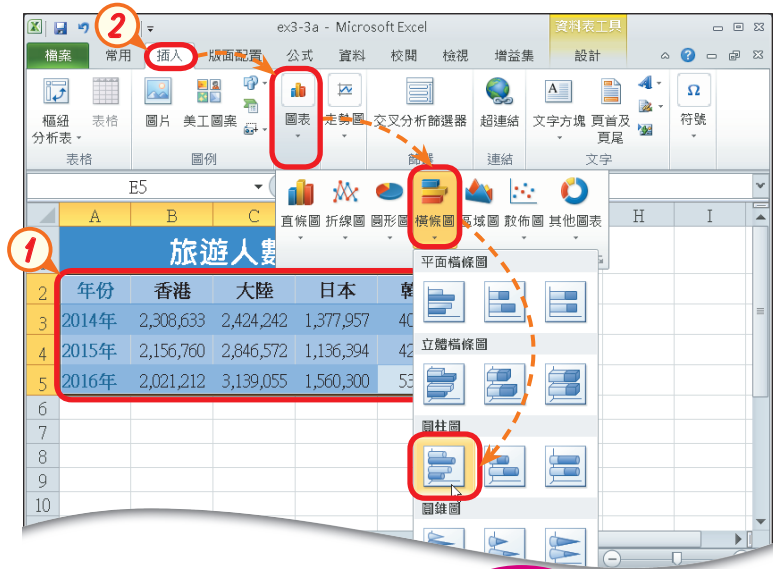 2
ex3-3a - Microsoft Excel
資料表工具
檔案 常用 插入 版面配置 公式 資料 校閱 檢視 增益集 設計
樞紐分析表 表格 圖片 美工圖案 圖表 走勢圖 交叉分析篩選器 超連結 文字方塊 頁首及頁尾 符號
表格 圖例 篩選 連結 文字
E5
直條圖 折線圖 圓形圖 橫條圖 區域圖 散佈圖 其他圖表
A B C H I
1
旅遊人數
平面橫條圖
2 年份 香港 大陸 日本 韓
3 2014年 2,308,633 2,424,242 1,377,957 40
立體橫條圖
4 2015年 2,156,760 2,846,572 1,136,394 42
5 2016年 2,021,212 3,139,055 1,560,300 53
6
7
圓柱圖
8
9
10
圓錐圖